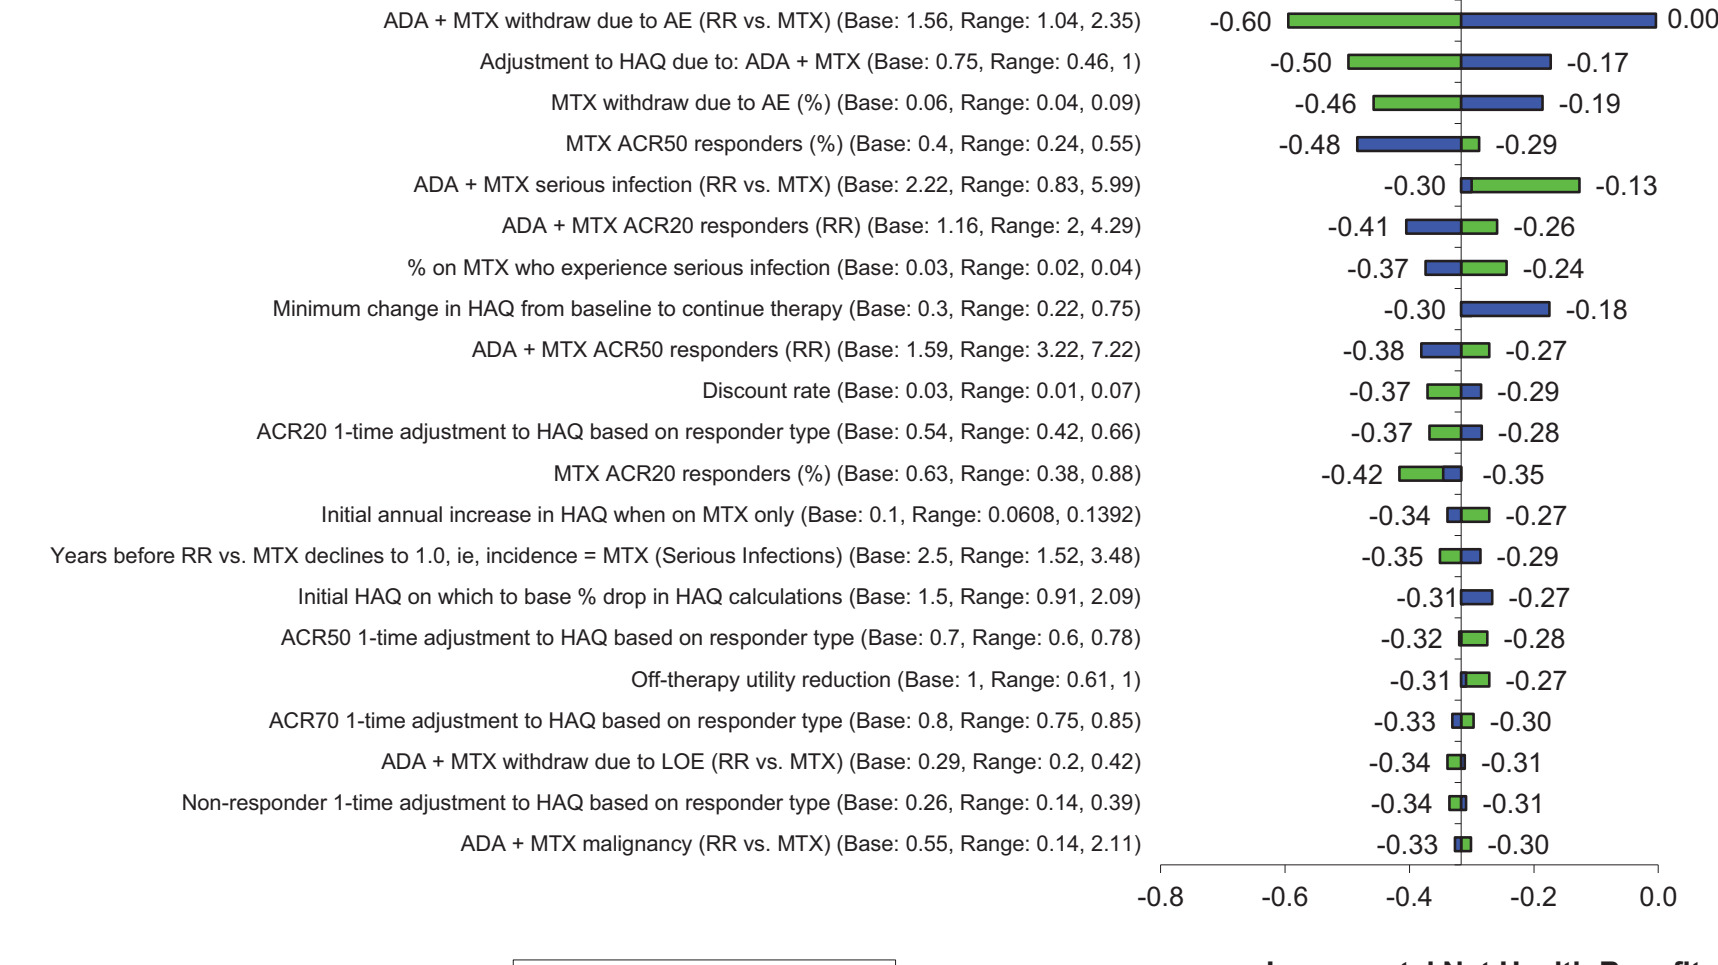 ADA + MTX withdraw due to AE (RR vs. MTX) (Base: 1.56, Range: 1.04, 2.35) -0.60 0.00
Adjustment to HAQ due to: ADA + MTX (Base: 0.75, Range: 0.46, 1) -0.50 -0.17
MTX withdraw due to AE (%) (Base: 0.06, Range: 0.04, 0.09) -0.46 -0.19
MTX ACR50 responders (%) (Base: 0.4, Range: 0.24, 0.55) -0.48 -0.29
ADA + MTX serious infection (RR vs. MTX) (Base: 2.22, Range: 0.83, 5.99) -0.30 -0.13
ADA + MTX ACR20 responders (RR) (Base: 1.16, Range: 2, 4.29) -0.41 -0.26
% on MTX who experience serious infection (Base: 0.03, Range: 0.02, 0.04) -0.37 -0.24
Minimum change in HAQ from baseline to continue therapy (Base: 0.3, Range: 0.22, 0.75) -0.30 -0.18
ADA + MTX ACR50 responders (RR) (Base: 1.59, Range: 3.22, 7.22) -0.38 -0.27
Discount rate (Base: 0.03, Range: 0.01, 0.07) -0.37 -0.29
ACR20 1-time adjustment to HAQ based on responder type (Base: 0.54, Range: 0.42, 0.66) -0.37 -0.28
MTX ACR20 responders (%) (Base: 0.63, Range: 0.38, 0.88) -0.42 -0.35
Initial annual increase in HAQ when on MTX only (Base: 0.1, Range: 0.0608, 0.1392) -0.34 -0.27
Years before RR vs. MTX declines to 1.0, ie, incidence = MTX (Serious Infections) (Base: 2.5, Range: 1.52, 3.48) -0.35 -0.29
Initial HAQ on which to base % drop in HAQ calculations (Base: 1.5, Range: 0.91, 2.09) -0.31 -0.27
ACR50 1-time adjustment to HAQ based on responder type (Base: 0.7, Range: 0.6, 0.78) -0.32 -0.28
Off-therapy utility reduction (Base: 1, Range: 0.61, 1) -0.31 -0.27
ACR70 1-time adjustment to HAQ based on responder type (Base: 0.8, Range: 0.75, 0.85) -0.33 -0.30
ADA + MTX withdraw due to LOE (RR vs. MTX) (Base: 0.29, Range: 0.2, 0.42) -0.34 -0.31
Non-responder 1-time adjustment to HAQ based on responder type (Base: 0.26, Range: 0.14, 0.39) -0.34 -0.31
ADA + MTX malignancy (RR vs. MTX) (Base: 0.55, Range: 0.14, 2.11) -0.33 -0.30
-0.8 -0.6 -0.4 -0.2 0.0
Net Health Benefit